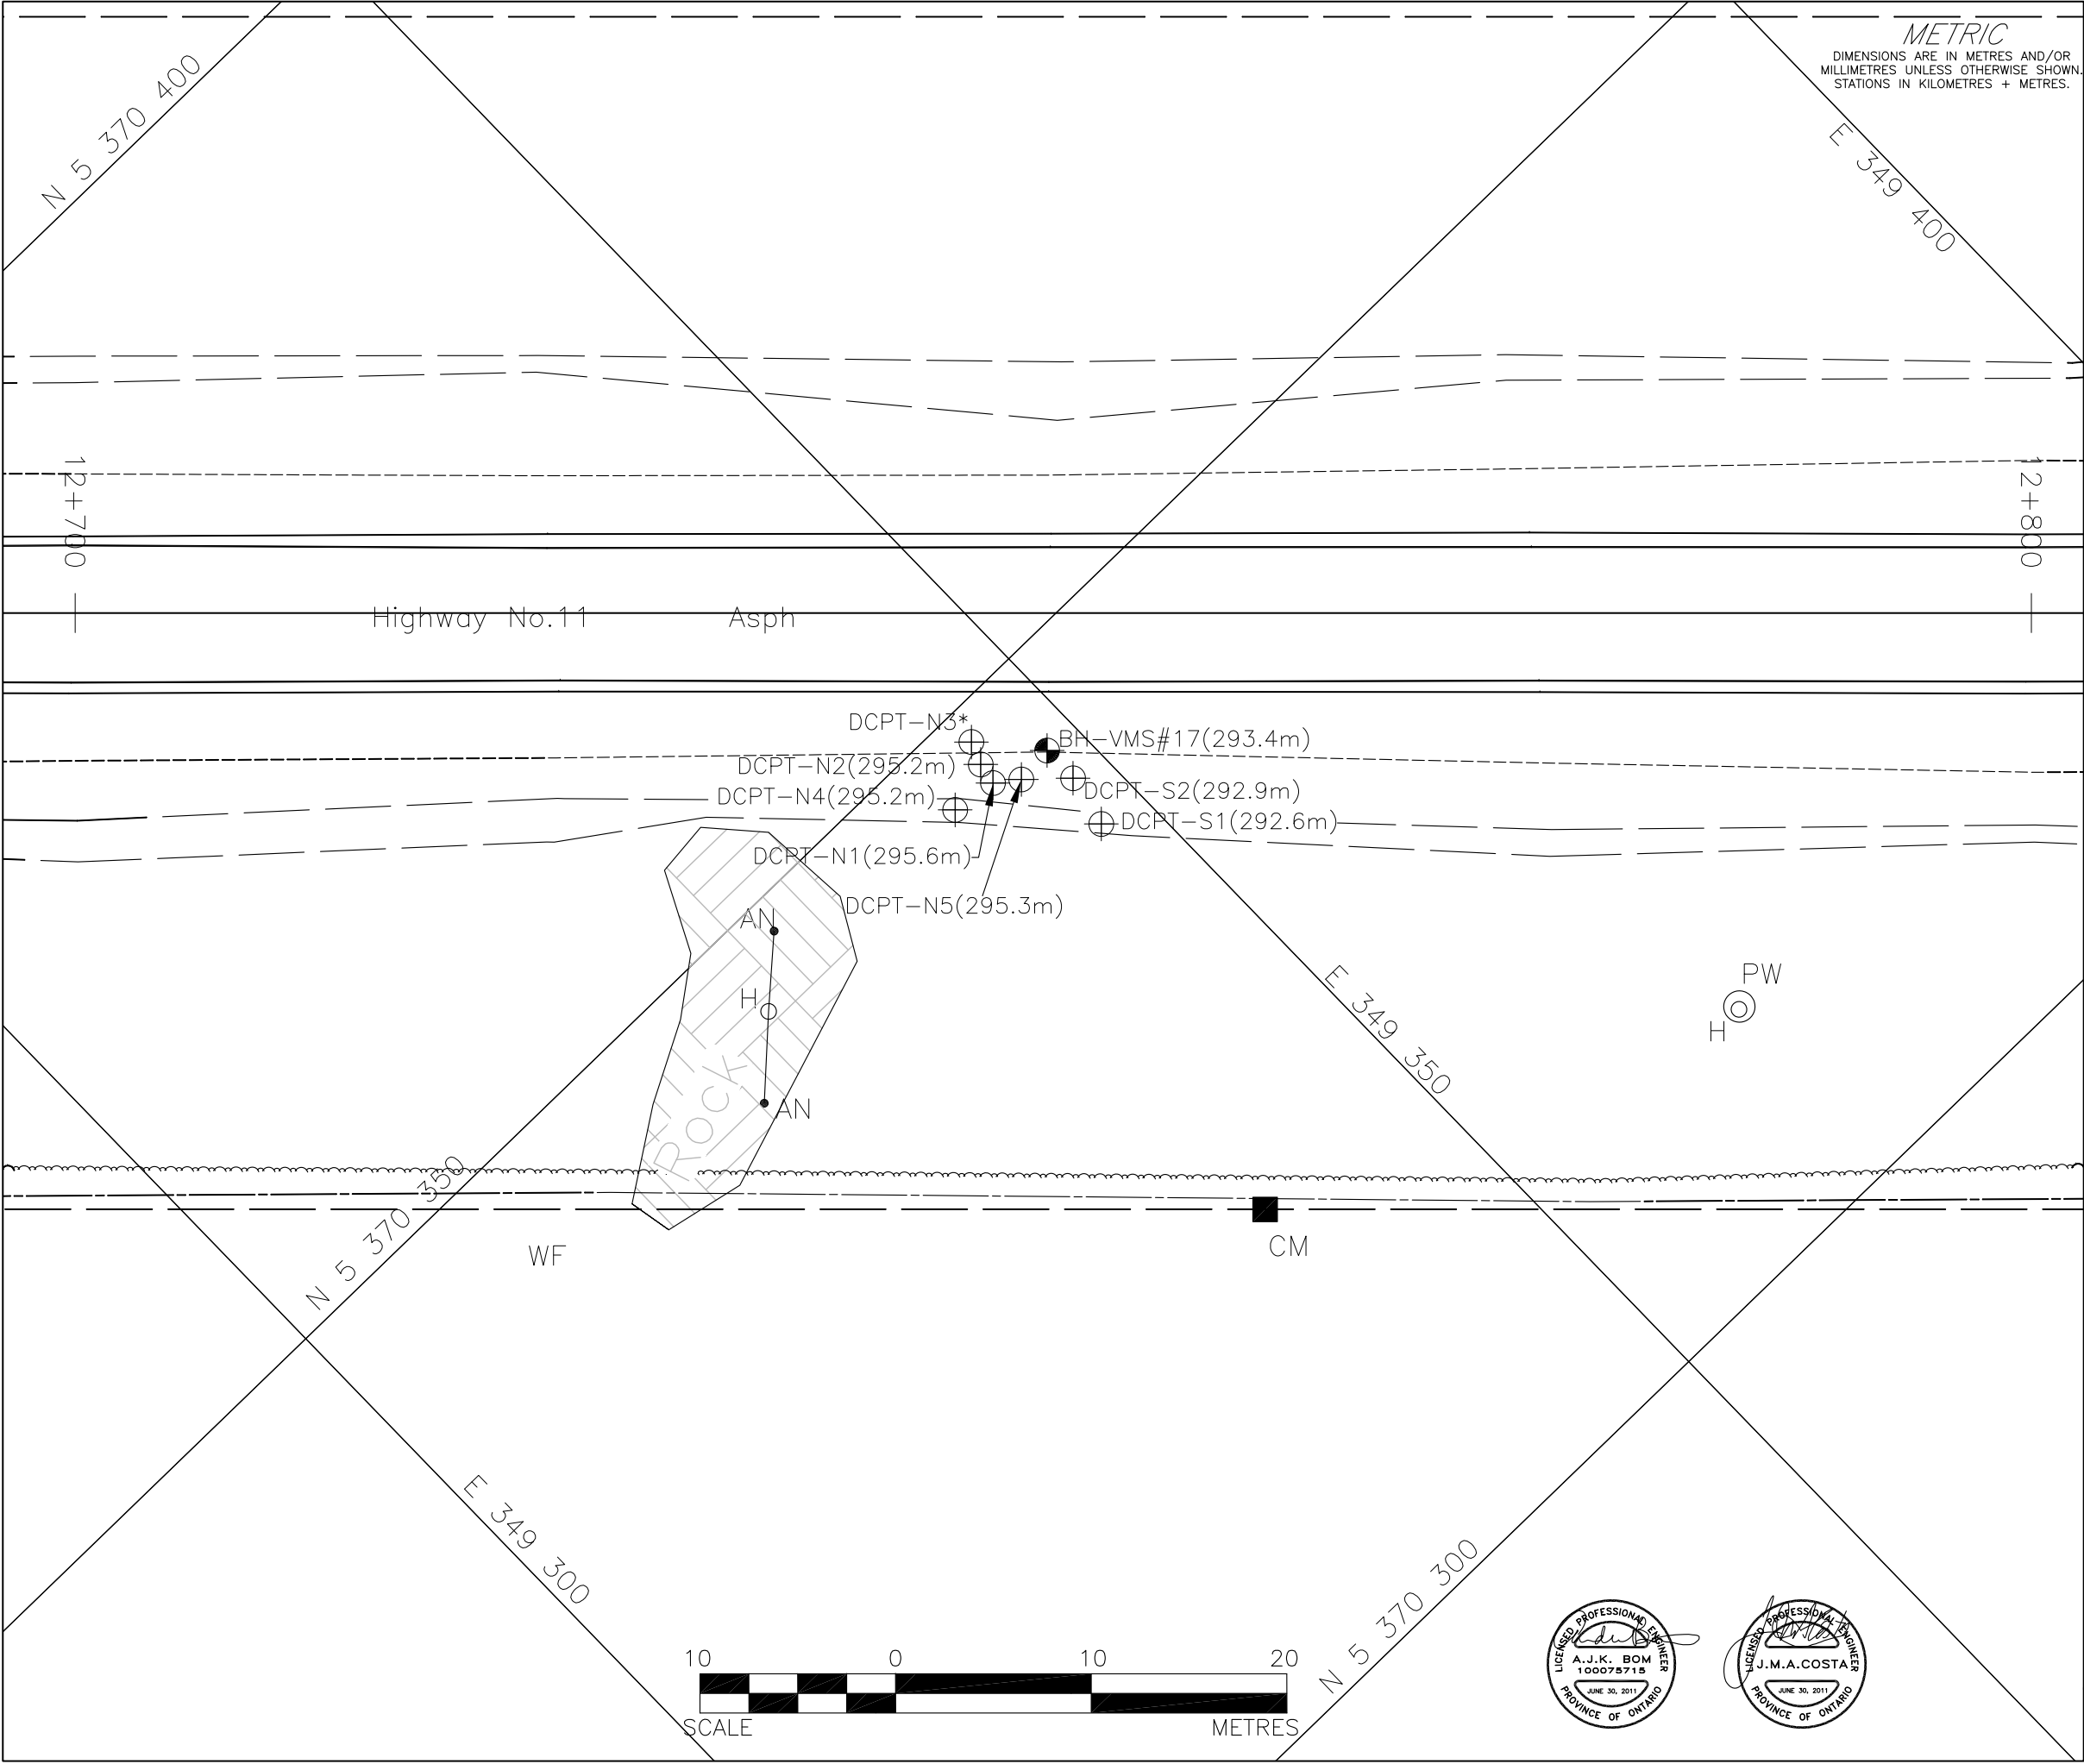 METRIC
DIMENSIONS ARE IN METRES AND/OR
MILLIMETRES UNLESS OTHERWISE SHOWN.
STATIONS IN KILOMETRES + METRES.
N 5 370 400
E 349 400
12+700
12+800
Highway No.11
Asph
DCPT-N3*
BH-VMS#17(293.4m)
DCPT-N2(295.2m)
DCPT-S2(292.9m)
DCPT-N4(295.2m)
DCPT-S1(292.6m)
DCPT-N1(295.6m)
DCPT-N5(295.3m)
AN
H
AN
Rock
E 349 350
PW
H
N 5 370 350
WF
CM
E 349 300
N 5 370 300
10 0 10 20
SCALE METRES
LICENSED PROFESSIONAL ENGINEER
A.J.K. BOM
100075715
JUNE 30, 2011
PROVINCE OF ONTARIO
LICENSED PROFESSIONAL ENGINEER
J.M.A.COSTA
JUNE 30, 2011
PROVINCE OF ONTARIO